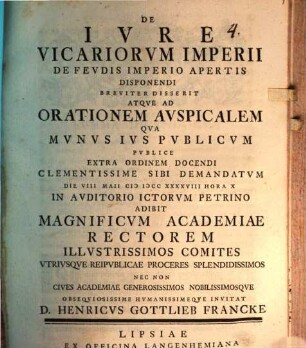 DE
IVRE 4.
VICARIORVM IMPERII
DE FEVDIS IMPERIO APERTIS
DISPONENDI
BREVITER DISSERIT
ATQVE AD
ORATIONEM AVSPICALEM
QVA
MVNVS IVS PVBLICVM
PVBLICE
EXTRA ORDINEM DOCENDI
CLEMENTISSIME SIBI DEMANDATVM
DIE VIII MAII CIƆ IƆCC XXXXVIII HORA X
IN AVDITORIO ICTORVM PETRINO
ADIBIT
MAGNIFICVM ACADEMIAE
RECTOREM
ILLVSTRISSIMOS COMITES
VTRIVSQVE REIPVBLICAE PROCERES SPLENDIDISSIMOS
NEC NON
CIVES ACADEMIAE GENEROSISSIMOS NOBILISSIMOSQVE
OBSEQVIOSISSIME HVMANISSIMEQVE INVITAT
D. HENRICVS GOTTLIEB FRANCKE
LIPSIAE
EX OFFICINA LANGENHEMIANA